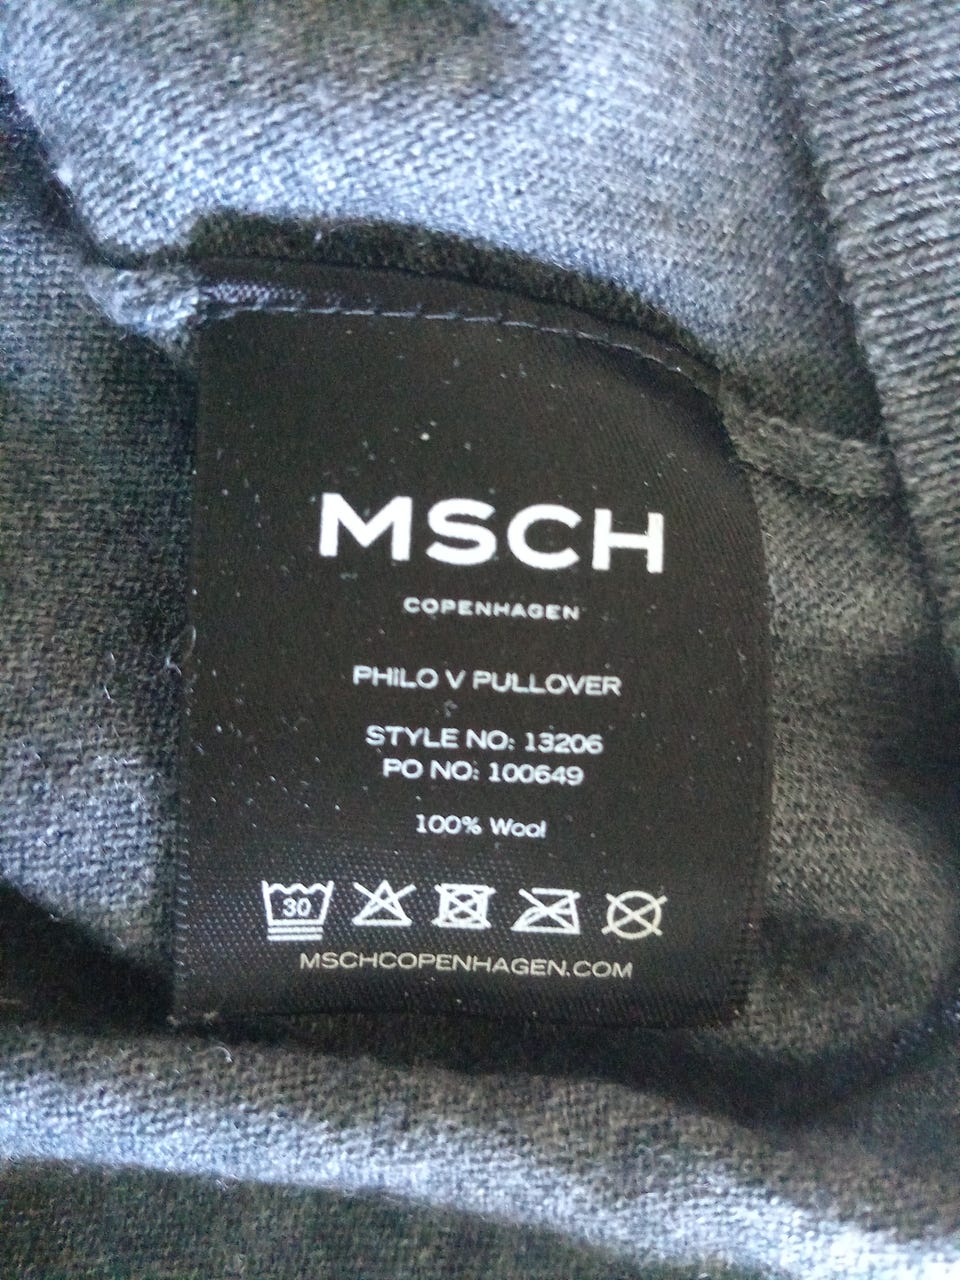 MSCH
COPENHAGEN
PHILO V PULLOVER
STYLE NO: 13206
PO NO: 100649
100% Wool
30
MSCHCOPENHAGEN.COM